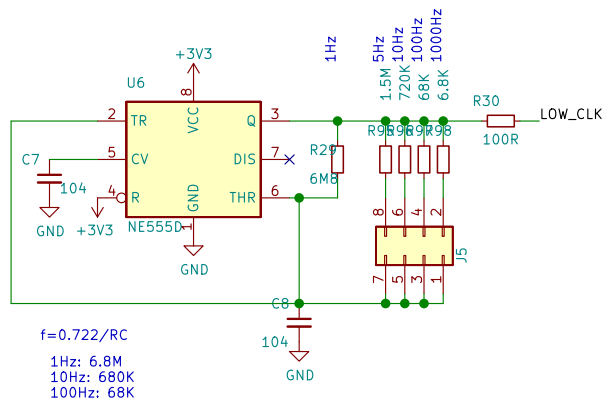 1Hz
5Hz
10Hz
100Hz
1000Hz
1.5M
720K
68K
6.8K
+3V3
U6
8
VCC
2
TR
Q
3
R30
100R
LOW_CLK
C7
104
GND
5
CV
DIS
7
R29
6M8
R95
R96
R97
R98
4
R
+3V3
GND
THR
6
NE555D
1
GND
8
6
4
2
J5
7
5
3
1
C8
104
GND
f=0.722/RC
1Hz: 6.8M
10Hz: 680K
100Hz: 68K